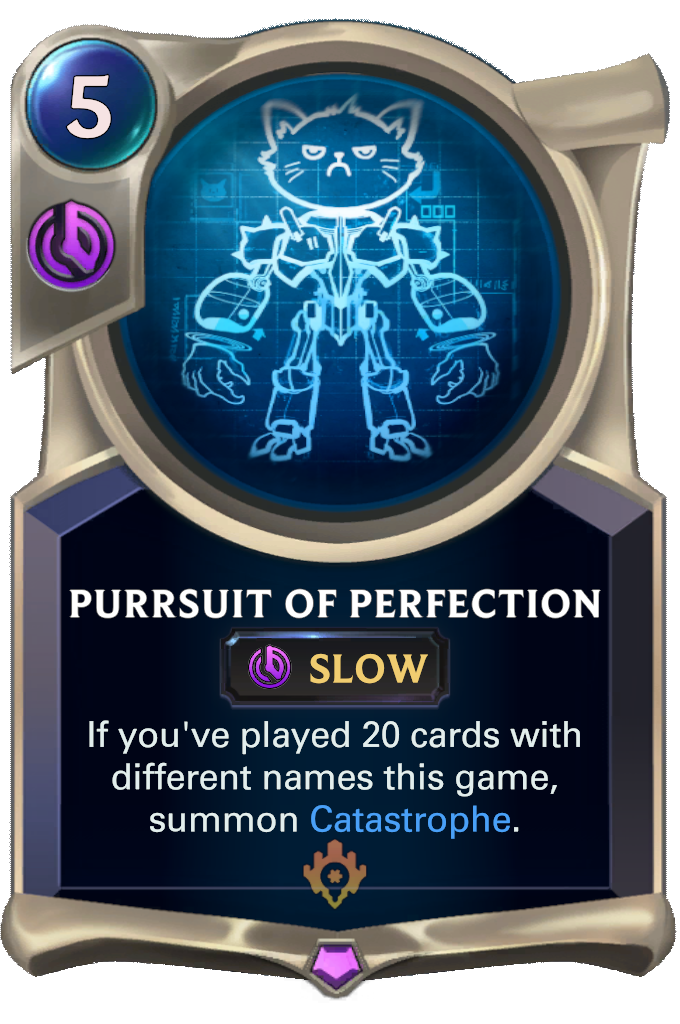 5
PURRSUIT OF PERFECTION
SLOW
If you've played 20 cards with
different names this game,
summon Catastrophe.